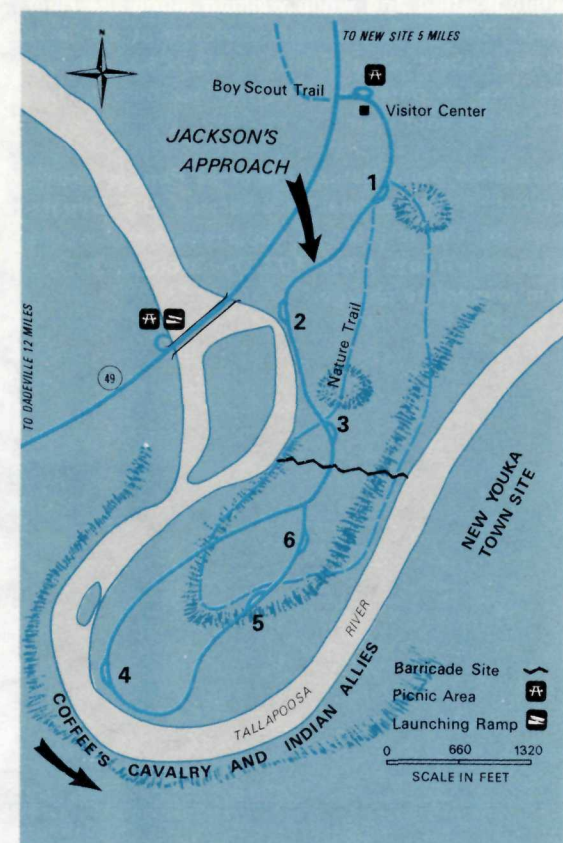 N
TO NEW SITE 5 MILES
Boy Scout Trail
Visitor Center
JACKSON'S
APPROACH
1
2
TO DADEVILLE 12 MILES
49
Nature Trail
3
NEW YOUKA
TOWN SITE
6
5
4
TALLAPOOSA RIVER
COFFEE'S CAVALRY AND INDIAN ALLIES
Barricade Site
Picnic Area
Launching Ramp
0 660 1320
SCALE IN FEET